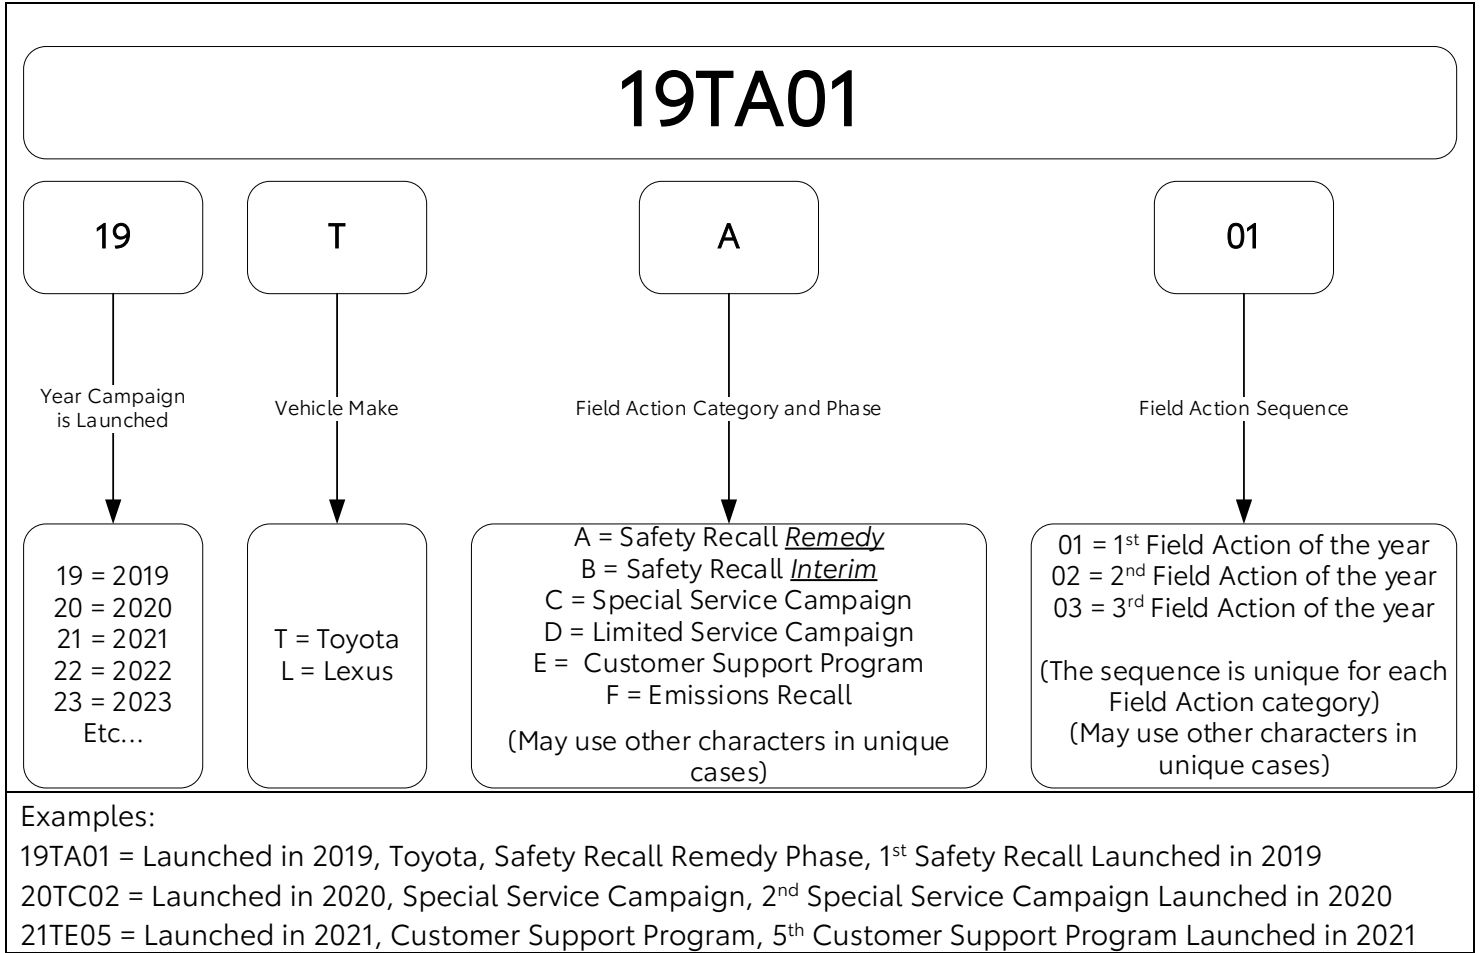 19TA01
19
T
A
01
Year Campaign
is Launched
Vehicle Make
Field Action Category and Phase
Field Action Sequence
19 = 2019
20 = 2020
21 = 2021
22 = 2022
23 = 2023
Etc...
T = Toyota
L = Lexus
A = Safety Recall Remedy
B = Safety Recall Interim
C = Special Service Campaign
D = Limited Service Campaign
E =  Customer Support Program
F = Emissions Recall
(May use other characters in unique
cases)
01 = 1st Field Action of the year
02 = 2nd Field Action of the year
03 = 3rd Field Action of the year
(The sequence is unique for each
Field Action category)
(May use other characters in
unique cases)
Examples:
19TA01 = Launched in 2019, Toyota, Safety Recall Remedy Phase, 1st Safety Recall Launched in 2019
20TC02 = Launched in 2020, Special Service Campaign, 2nd Special Service Campaign Launched in 2020
21TE05 = Launched in 2021, Customer Support Program, 5th Customer Support Program Launched in 2021